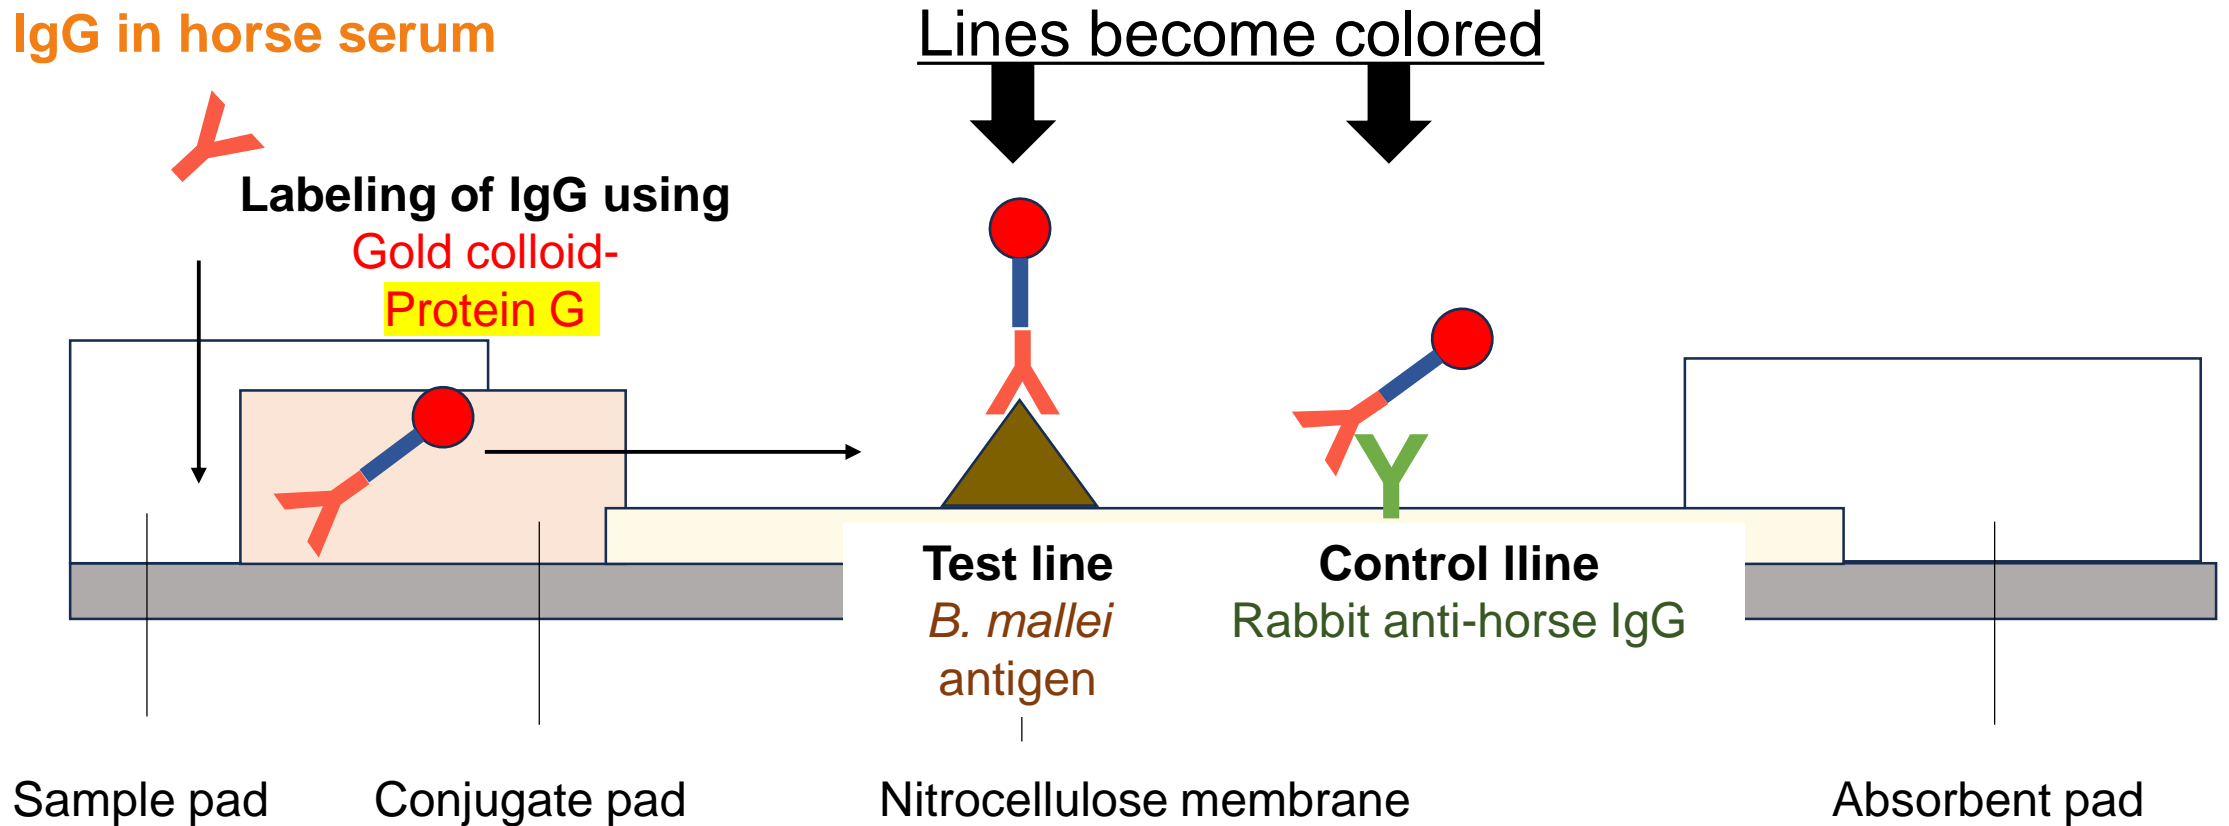 IgG in horse serum
Lines become colored
Labeling of IgG using
Gold colloid-
Protein G
Test line
B. mallei
antigen
Control lline
Rabbit anti-horse IgG
Sample pad
Conjugate pad
Nitrocellulose membrane
Absorbent pad